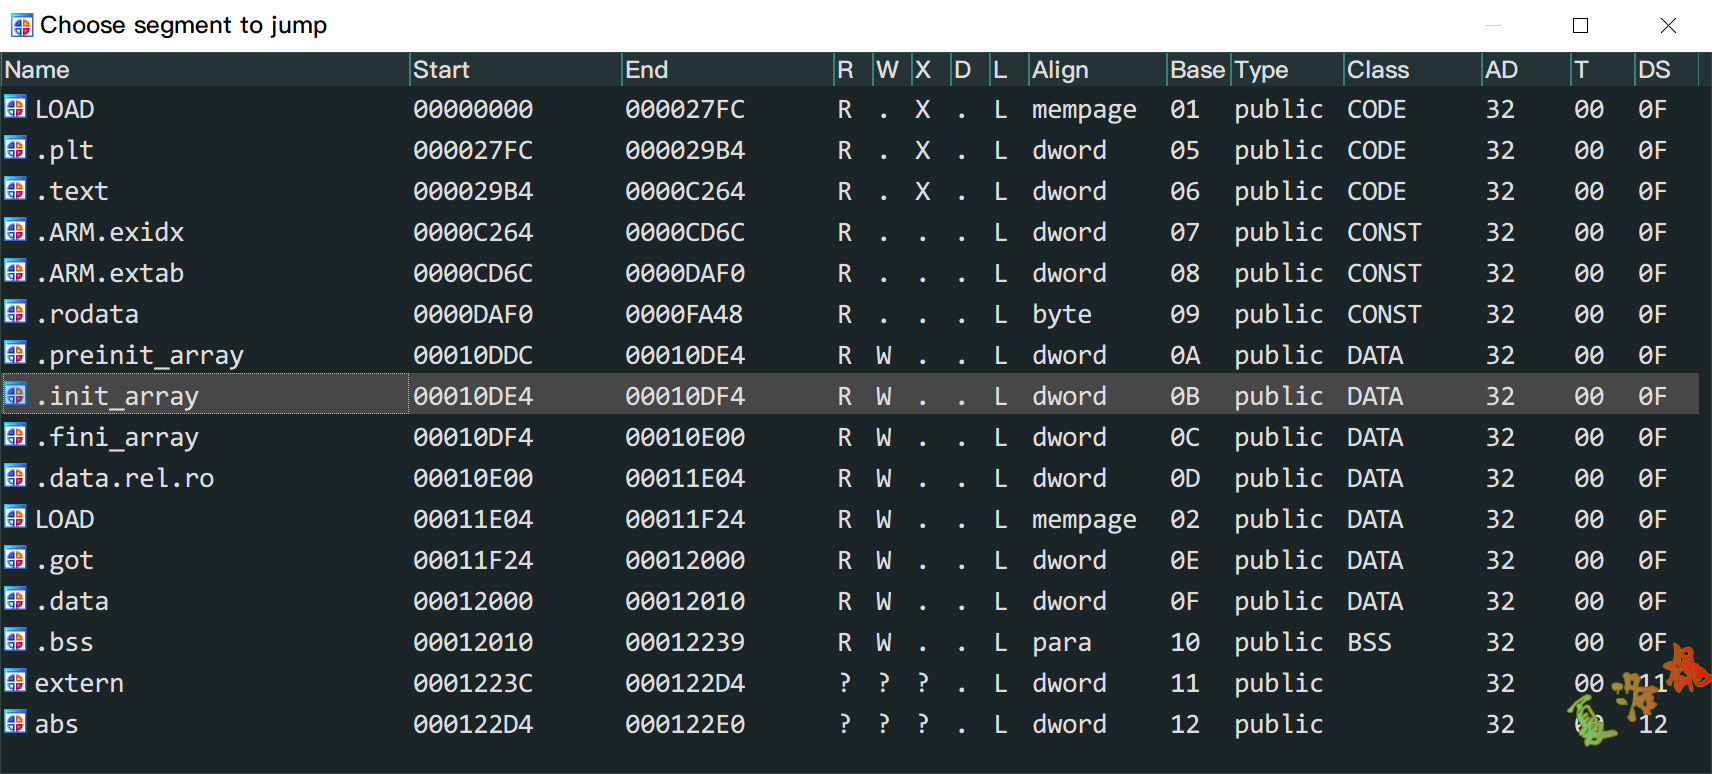 Choose segment to jump
Name Start End R W X D L Align Base Type Class AD T DS
LOAD 00000000 000027FC R . X . L mempage 01 public CODE 32 00 0F
.plt 000027FC 000029B4 R . X . L dword 05 public CODE 32 00 0F
.text 000029B4 0000C264 R . X . L dword 06 public CODE 32 00 0F
.ARM.exidx 0000C264 0000CD6C R . . . L dword 07 public CONST 32 00 0F
.ARM.extab 0000CD6C 0000DAF0 R . . . L dword 08 public CONST 32 00 0F
.rodata 0000DAF0 0000FA48 R . . . L byte 09 public CONST 32 00 0F
.preinit_array 00010DDC 00010DE4 R W . . L dword 0A public DATA 32 00 0F
.init_array 00010DE4 00010DF4 R W . . L dword 0B public DATA 32 00 0F
.fini_array 00010DF4 00010E00 R W . . L dword 0C public DATA 32 00 0F
.data.rel.ro 00010E00 00011E04 R W . . L dword 0D public DATA 32 00 0F
LOAD 00011E04 00011F24 R W . . L mempage 02 public DATA 32 00 0F
.got 00011F24 00012000 R W . . L dword 0E public DATA 32 00 0F
.data 00012000 00012010 R W . . L dword 0F public DATA 32 00 0F
.bss 00012010 00012239 R W . . L para 10 public BSS 32 00 0F
extern 0001223C 000122D4 ? ? ? . L dword 11 public 32 00 11
abs 000122D4 000122E0 ? ? ? . L dword 12 public 32 00 12